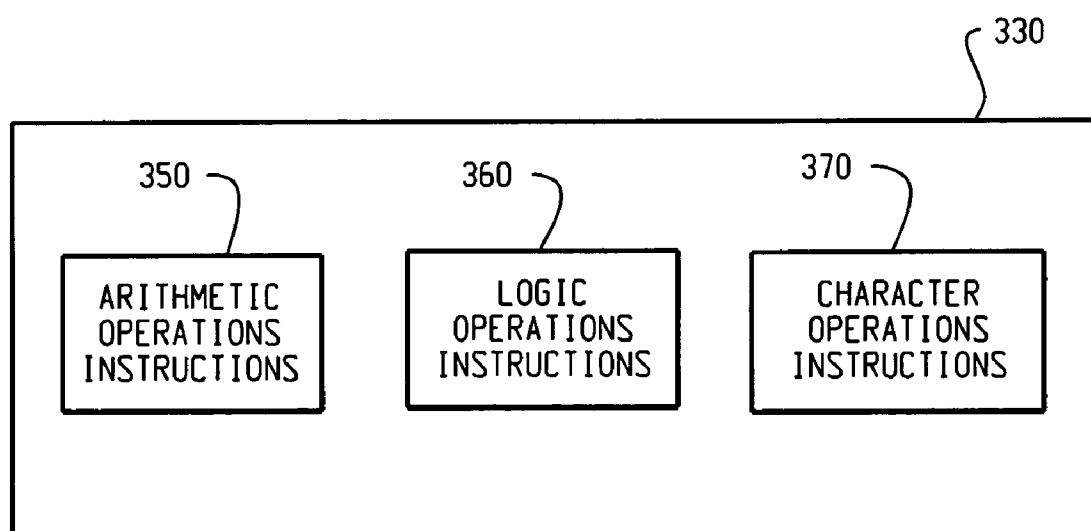 330
350
360
370
ARITHMETIC
OPERATIONS
INSTRUCTIONS
LOGIC
OPERATIONS
INSTRUCTIONS
CHARACTER
OPERATIONS
INSTRUCTIONS